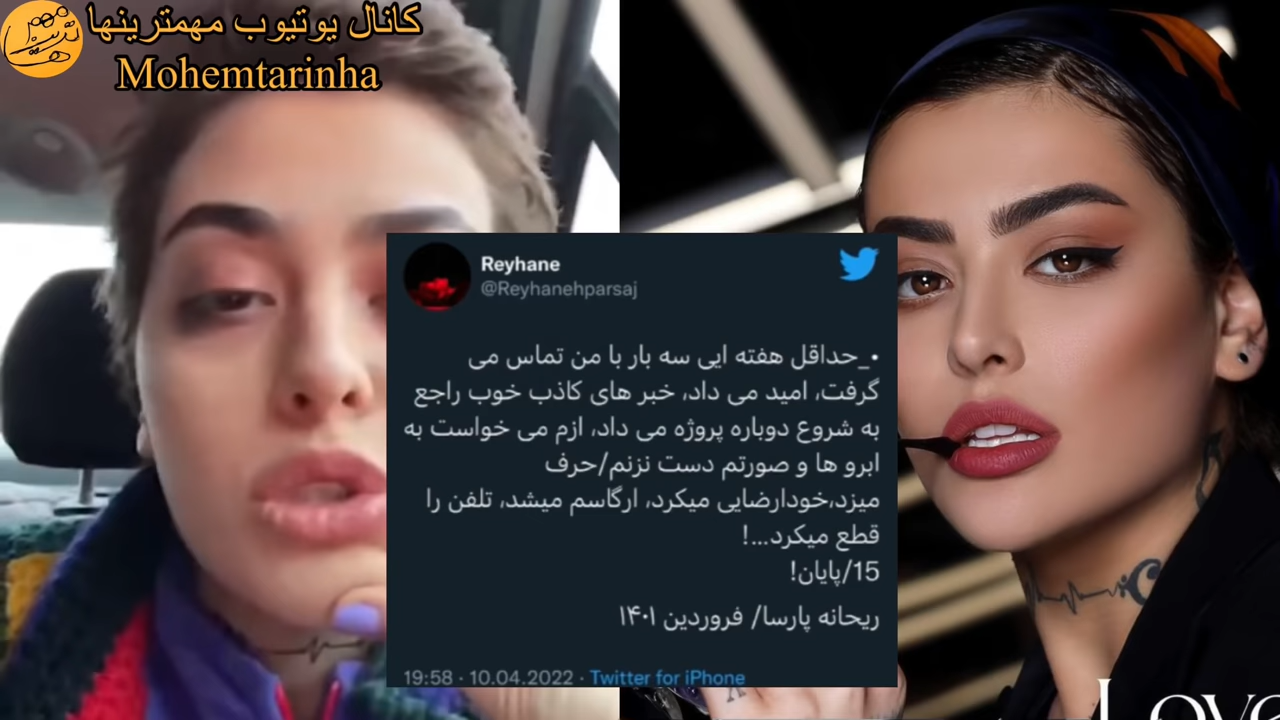 کانال یوتیوب مهمترینها
Mohemtarinha
Reyhane
@Reyhanehparsaj
•_حداقل هفته ایی سه بار با من تماس می
گرفت، امید می داد، خبر های کاذب خوب راجع
به شروع دوباره پروژه می داد، ازم می خواست به
ابرو ها و صورتم دست نزنم/حرف
میزد،خودارضایی میکرد، ارگاسم میشد، تلفن را
قطع میکرد...!
15/پایان!
ریحانه پارسا/ فروردین ۱۴۰۱
19:58 · 10.04.2022 · Twitter for iPhone
Love